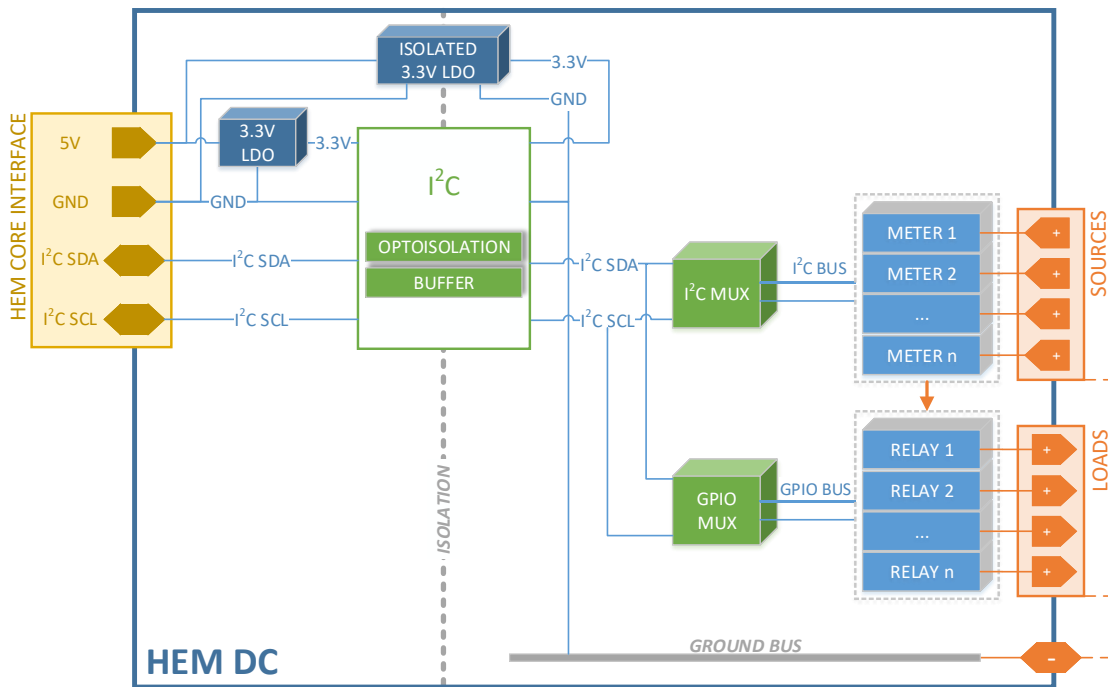 ISOLATED
3.3V LDO
3.3V
GND
HEM CORE INTERFACE
5V
GND
I²C SDA
I²C SCL
3.3V
LDO
3.3V
GND
I²C SDA
I²C SCL
I²C
OPTOISOLATION
BUFFER
I²C SDA
I²C SCL
ISOLATION
I²C MUX
I²C BUS
METER 1
METER 2
...
METER n
+
+
+
+
SOURCES
GPIO
MUX
GPIO BUS
RELAY 1
RELAY 2
...
RELAY n
+
+
+
+
LOADS
GROUND BUS
-
HEM DC